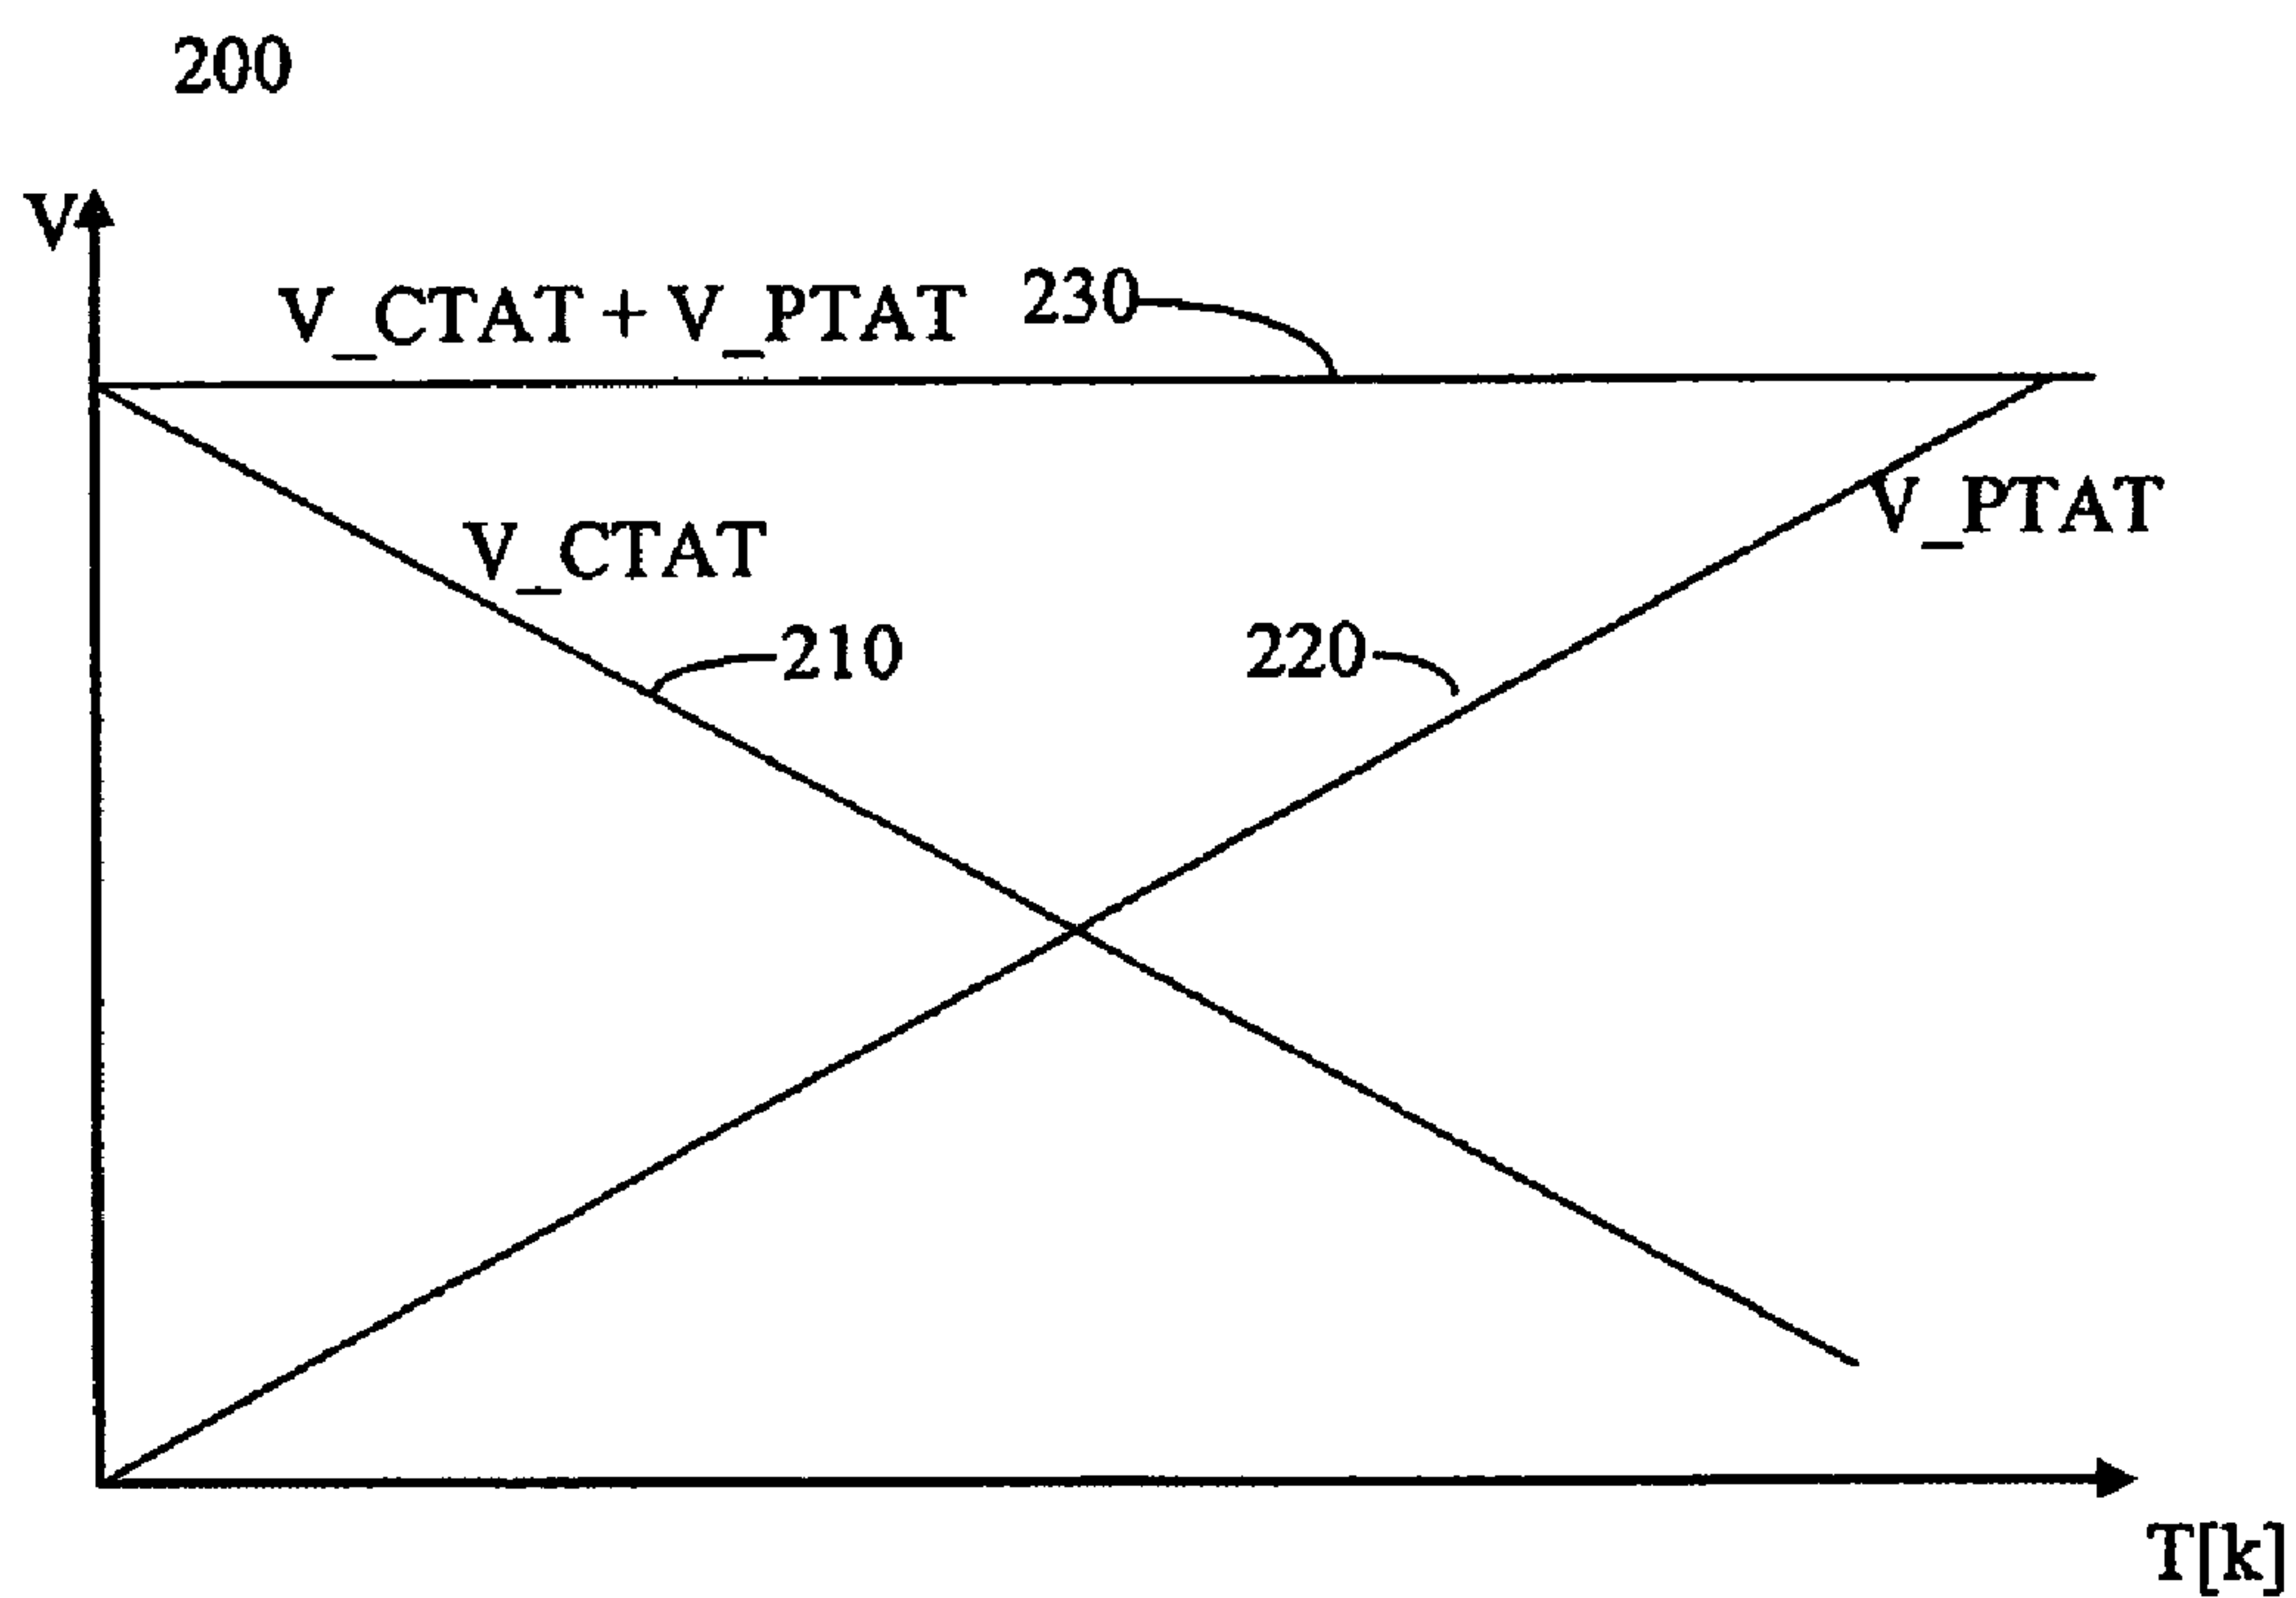 200
V
V_CTAT + V_PTAT 230
V_PTAT
V_CTAT
210
220
T[k]